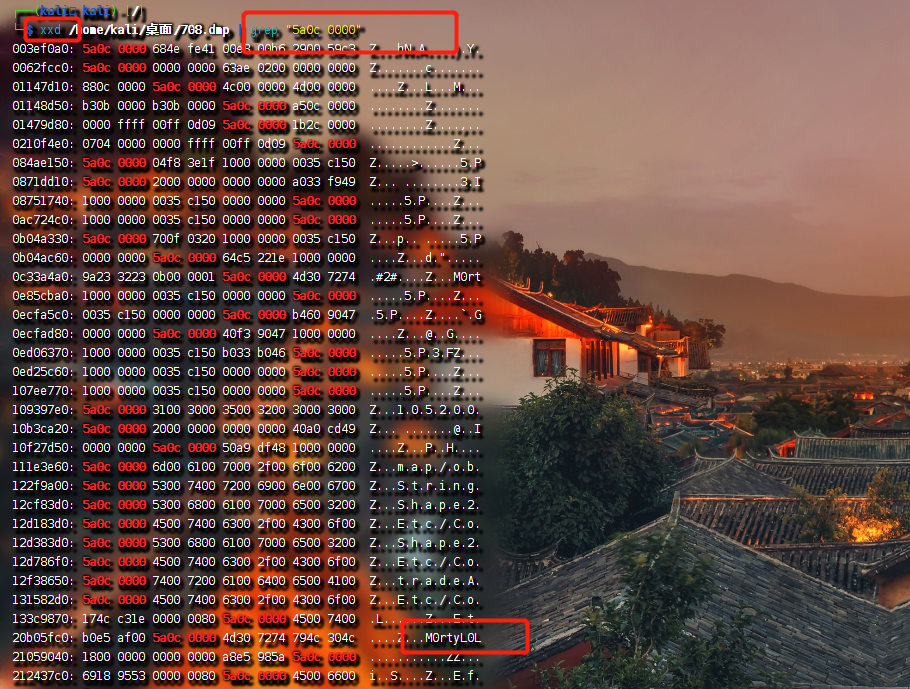 ┌──(kali㉿kali)-[/]
└─$ xxd /home/kali/桌面/708.dmp | grep "5a0c 0000"
003ef0a0: 5a0c 0000 684e fe41 00e8 00b6 2900 59c3  Z...hN.A....).Y.
0062fcc0: 5a0c 0000 0000 0000 63ae 0200 0000 0000  Z.......c.......
01147d10: 880c 0000 5a0c 0000 4c00 0000 4d00 0000  ....Z...L...M...
01148d50: b30b 0000 b30b 0000 5a0c 0000 a50c 0000  ........Z.......
01479d80: 0000 ffff 00ff 0d09 5a0c 0000 1b2c 0000  ........Z....,..
0210f4e0: 0704 0000 0000 ffff 00ff 0d09 5a0c 0000  ............Z...
084ae150: 5a0c 0000 04f8 3e1f 1000 0000 0035 c150  Z.....>......5.P
0871dd10: 5a0c 0000 2000 0000 0000 0000 a033 f949  Z... ........3.I
08751740: 1000 0000 0035 c150 0000 0000 5a0c 0000  .....5.P....Z...
0ac724c0: 1000 0000 0035 c150 0000 0000 5a0c 0000  .....5.P....Z...
0b04a330: 5a0c 0000 700f 0320 1000 0000 0035 c150  Z...p.. .....5.P
0b04ac60: 0000 0000 5a0c 0000 64c5 221e 1000 0000  ....Z...d.".....
0c33a4a0: 9a23 3223 0b00 0001 5a0c 0000 4d30 7274  .#2#....Z...M0rt
0e85cba0: 1000 0000 0035 c150 0000 0000 5a0c 0000  .....5.P....Z...
0ecfa5c0: 0035 c150 0000 0000 5a0c 0000 b460 9047  .5.P....Z....`.G
0ecfad80: 0000 0000 5a0c 0000 40f3 9047 1000 0000  ....Z...@..G....
0ed06370: 1000 0000 0035 c150 b033 b046 5a0c 0000  .....5.P.3.FZ...
0ed25c60: 1000 0000 0035 c150 0000 0000 5a0c 0000  .....5.P....Z...
107ee770: 1000 0000 0035 c150 0000 0000 5a0c 0000  .....5.P....Z...
109397e0: 5a0c 0000 3100 3000 3500 3200 3000 3000  Z...1.0.5.2.0.0.
10b3ca20: 5a0c 0000 2000 0000 0000 0000 40a0 cd49  Z... .......@..I
10f27d50: 0000 0000 5a0c 0000 50a9 df48 1000 0000  ....Z...P..H....
111e3e60: 5a0c 0000 6d00 6100 7000 2f00 6f00 6200  Z...m.a.p./.o.b.
122f9a00: 5a0c 0000 5300 7400 7200 6900 6e00 6700  Z...S.t.r.i.n.g.
12cf83d0: 5a0c 0000 5300 6800 6100 7000 6500 3200  Z...S.h.a.p.e.2.
12d183d0: 5a0c 0000 4500 7400 6300 2f00 4300 6f00  Z...E.t.c./.C.o.
12d383d0: 5a0c 0000 5300 6800 6100 7000 6500 3200  Z...S.h.a.p.e.2.
12d786f0: 5a0c 0000 4500 7400 6300 2f00 4300 6f00  Z...E.t.c./.C.o.
12f38650: 5a0c 0000 7400 7200 6100 6400 6500 4100  Z...t.r.a.d.e.A.
131582d0: 5a0c 0000 4500 7400 6300 2f00 4300 6f00  Z...E.t.c./.C.o.
133c9870: 174c c31e 0000 0080 5a0c 0000 4500 7400  .L......Z...E.t.
20b05fc0: b0e5 af00 5a0c 0000 4d30 7274 794c 304c  ....Z...M0rtyL0L
21059040: 1800 0000 0000 0000 a8e5 985a 5a0c 0000  ...........ZZ...
212437c0: 6918 9553 0000 0080 5a0c 0000 4500 6600  i..S....Z...E.f.